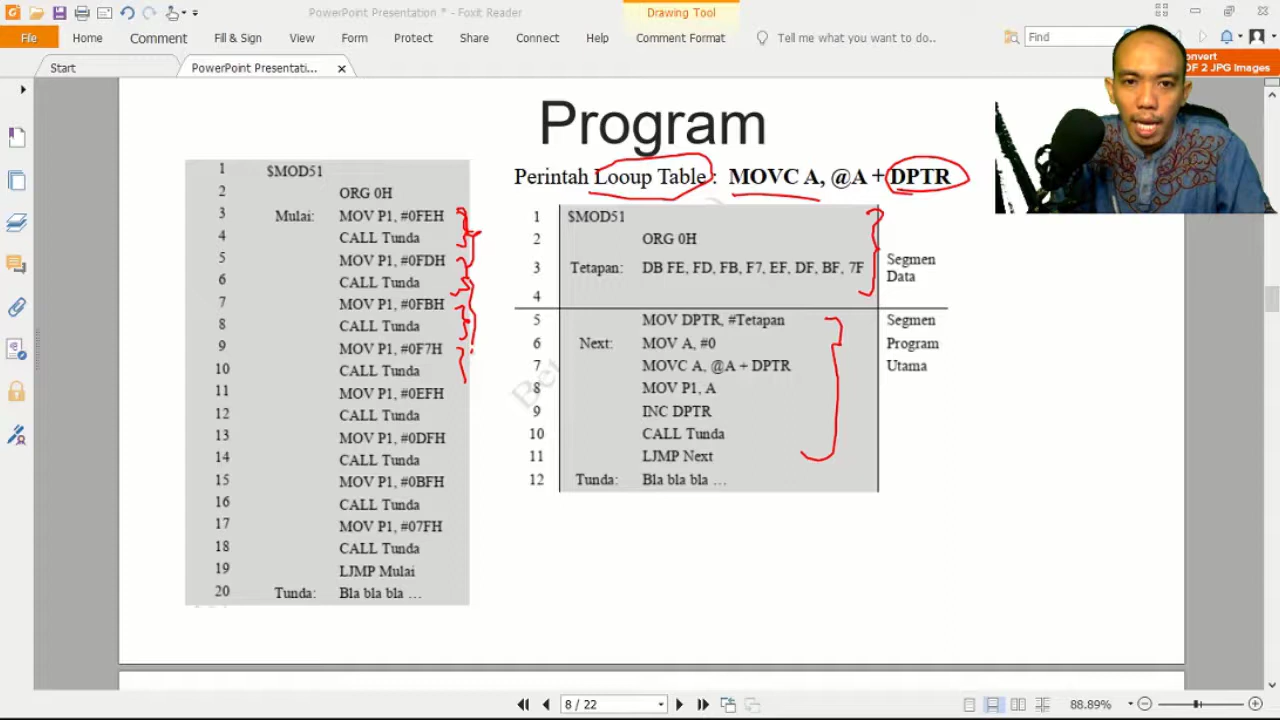 PowerPoint Presentation * - Foxit Reader
Drawing Tool
File
Home
Comment
Fill & Sign
View
Form
Protect
Share
Connect
Help
Comment Format
Tell me what you want to do..
Find
Start
PowerPoint Presentati...
onvert
DF 2 JPG Images
Program
1 $MOD51
2 ORG 0H
3 Mulai: MOV P1, #0FEH
4 CALL Tunda
5 MOV P1, #0FDH
6 CALL Tunda
7 MOV P1, #0FBH
8 CALL Tunda
9 MOV P1, #0F7H
10 CALL Tunda
11 MOV P1, #0EFH
12 CALL Tunda
13 MOV P1, #0DFH
14 CALL Tunda
15 MOV P1, #0BFH
16 CALL Tunda
17 MOV P1, #07FH
18 CALL Tunda
19 LJMP Mulai
20 Tunda: Bla bla bla ...
Perintah Looup Table : MOVC A, @A + DPTR
1 $MOD51
2 ORG 0H
3 Tetapan: DB FE, FD, FB, F7, EF, DF, BF, 7F
4
Segmen
Data
5 MOV DPTR, #Tetapan
6 Next: MOV A, #0
7 MOVC A, @A + DPTR
8 MOV P1, A
9 INC DPTR
10 CALL Tunda
11 LJMP Next
12 Tunda: Bla bla bla ...
Segmen
Program
Utama
8 / 22
88.89%